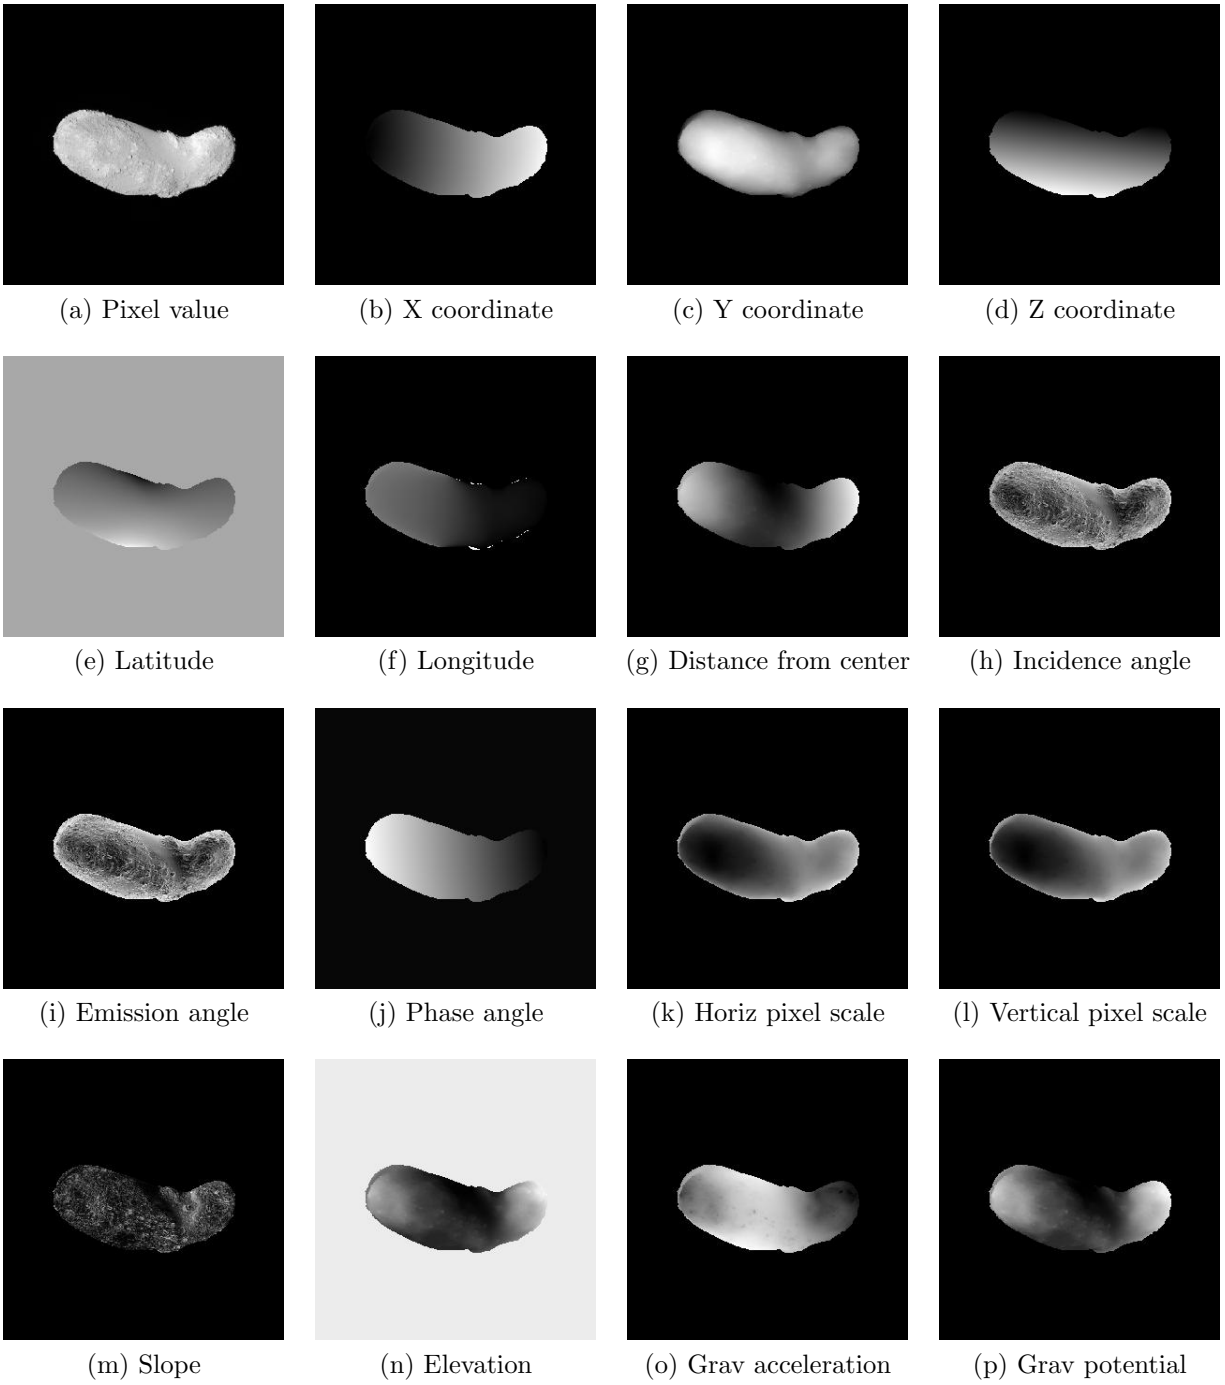 (a) Pixel value
(b) X coordinate
(c) Y coordinate
(d) Z coordinate
(e) Latitude
(f) Longitude
(g) Distance from center
(h) Incidence angle
(i) Emission angle
(j) Phase angle
(k) Horiz pixel scale
(l) Vertical pixel scale
(m) Slope
(n) Elevation
(o) Grav acceleration
(p) Grav potential